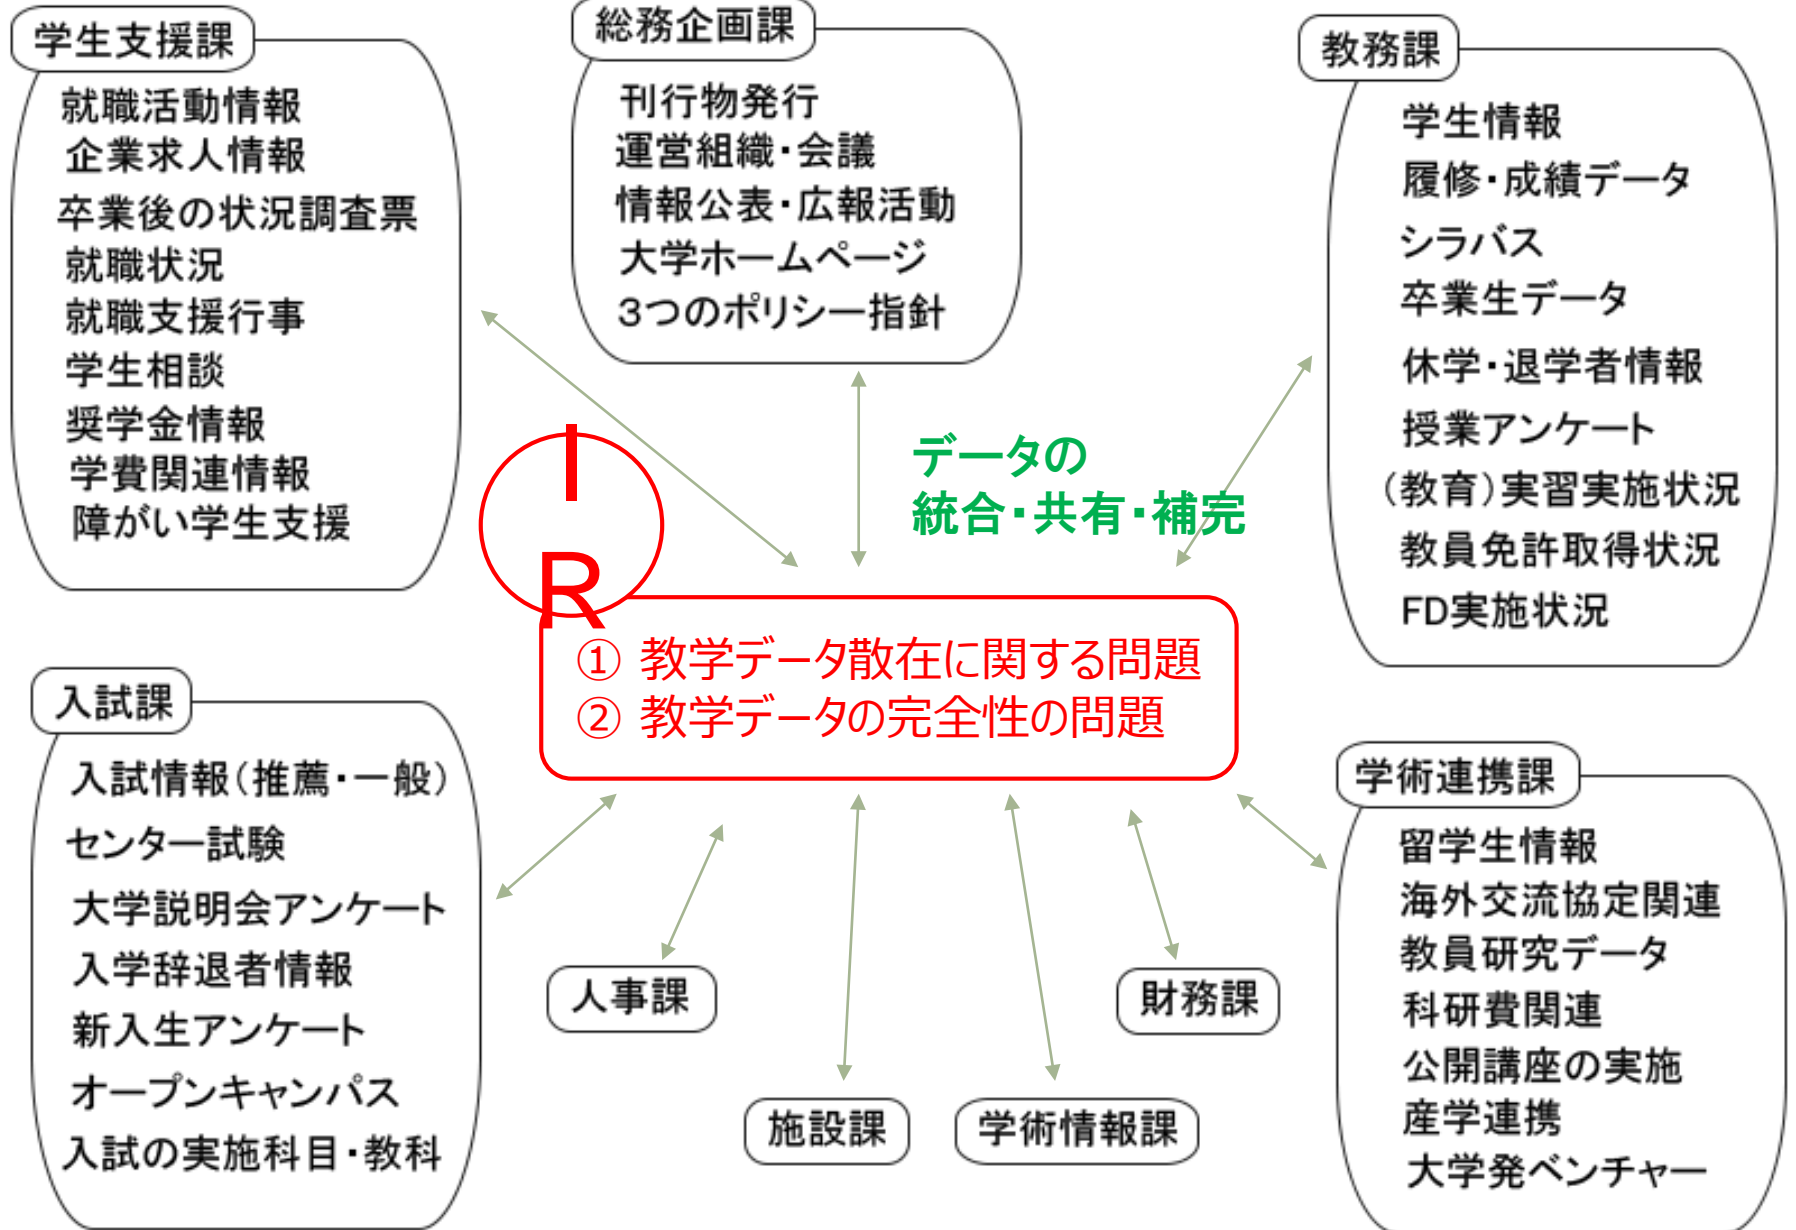 学生支援課
就職活動情報
企業求人情報
卒業後の状況調査票
就職状況
就職支援行事
学生相談
奨学金情報
学費関連情報
障がい学生支援
総務企画課
刊行物発行
運営組織・会議
情報公表・広報活動
大学ホームページ
3つのポリシー指針
教務課
学生情報
履修・成績データ
シラバス
卒業生データ
休学・退学者情報
授業アンケート
(教育)実習実施状況
教員免許取得状況
FD実施状況
データの
統合・共有・補完
I
R
① 教学データ散在に関する問題
② 教学データの完全性の問題
入試課
入試情報(推薦・一般)
センター試験
大学説明会アンケート
入学辞退者情報
新入生アンケート
オープンキャンパス
入試の実施科目・教科
人事課
施設課
学術情報課
財務課
学術連携課
留学生情報
海外交流協定関連
教員研究データ
科研費関連
公開講座の実施
産学連携
大学発ベンチャー